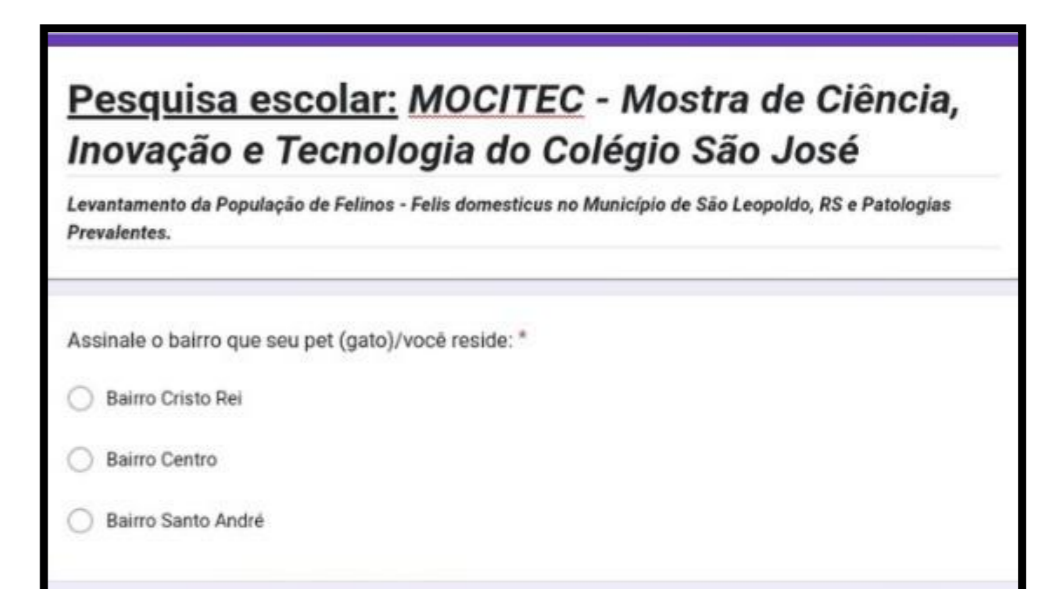 Pesquisa escolar: MOCITEC - Mostra de Ciência,
Inovação e Tecnologia do Colégio São José
Levantamento da População de Felinos - Felis domesticus no Município de São Leopoldo, RS e Patologias
Prevalentes.
Assinale o bairro que seu pet (gato)/você reside: *
Bairro Cristo Rei
Bairro Centro
Bairro Santo André